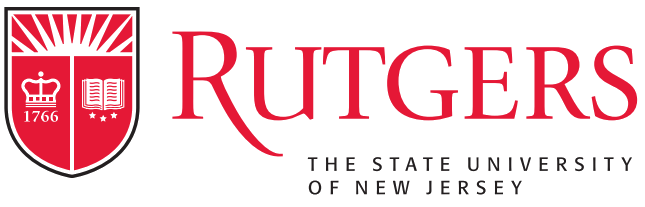 1766
RUTGERS
THE STATE UNIVERSITY
OF NEW JERSEY